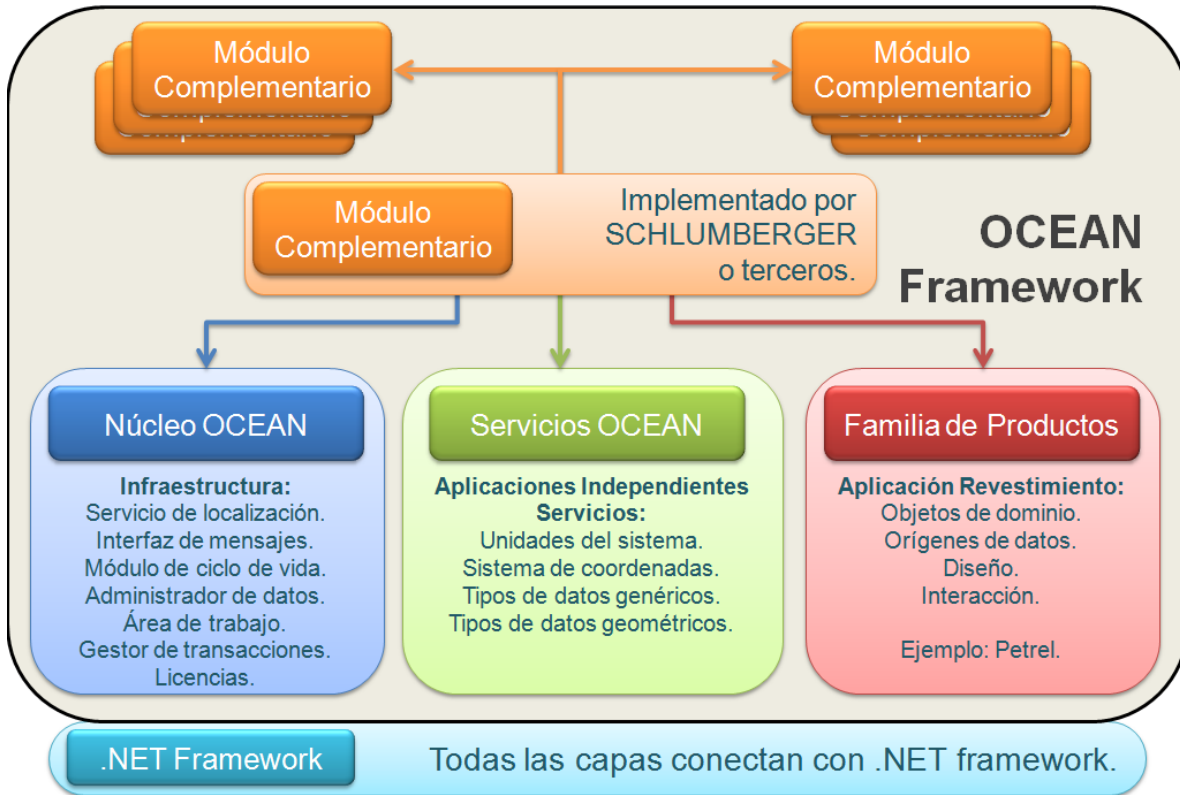 Módulo
Complementario
Complementario
Complementario
Módulo
Complementario
Complementario
Complementario
Módulo
Complementario
Implementado por
SCHLUMBERGER
o terceros.
OCEAN
Framework
Núcleo OCEAN
Infraestructura:
Servicio de localización.
Interfaz de mensajes.
Módulo de ciclo de vida.
Administrador de datos.
Área de trabajo.
Gestor de transacciones.
Licencias.
Servicios OCEAN
Aplicaciones Independientes
Servicios:
Unidades del sistema.
Sistema de coordenadas.
Tipos de datos genéricos.
Tipos de datos geométricos.
Familia de Productos
Aplicación Revestimiento:
Objetos de dominio.
Orígenes de datos.
Diseño.
Interacción.
Ejemplo: Petrel.
.NET Framework
Todas las capas conectan con .NET framework.